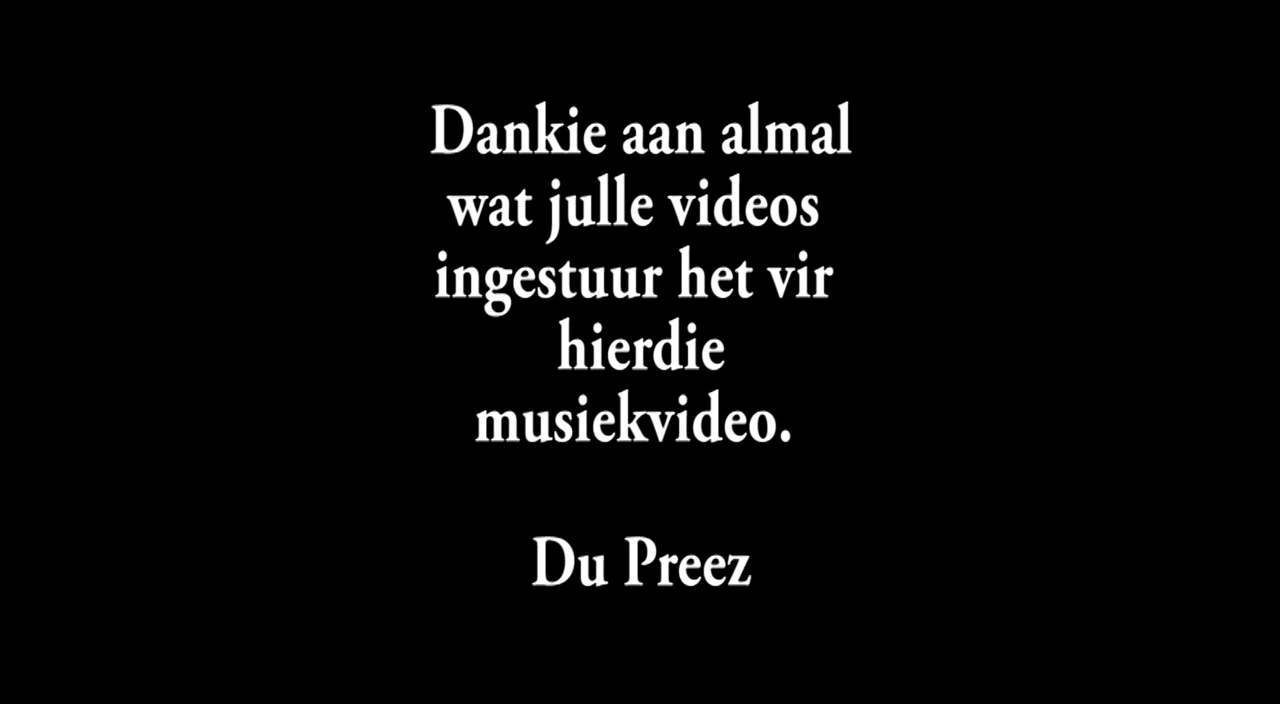 Dankie aan almal
wat julle videos
ingestuur het vir
hierdie
musiekvideo.
Du Preez